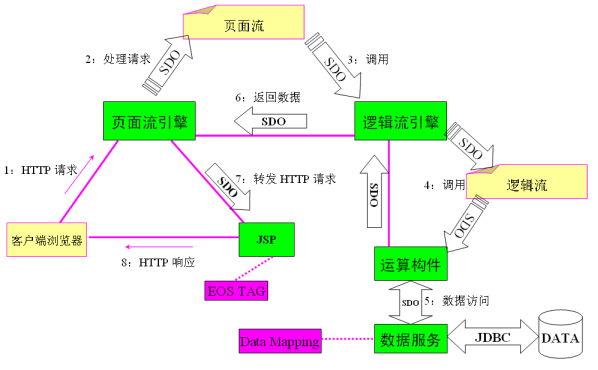 页面流
2：处理请求
SDO
SDO
3：调用
6：返回数据
页面流引擎
SDO
逻辑流引擎
SDO
1：HTTP 请求
SDO
7：转发 HTTP 请求
SDO
4：调用
逻辑流
SDO
客户端浏览器
JSP
8：HTTP 响应
运算构件
EOS TAG
SDO
5：数据访问
Data Mapping
数据服务
JDBC
DATA